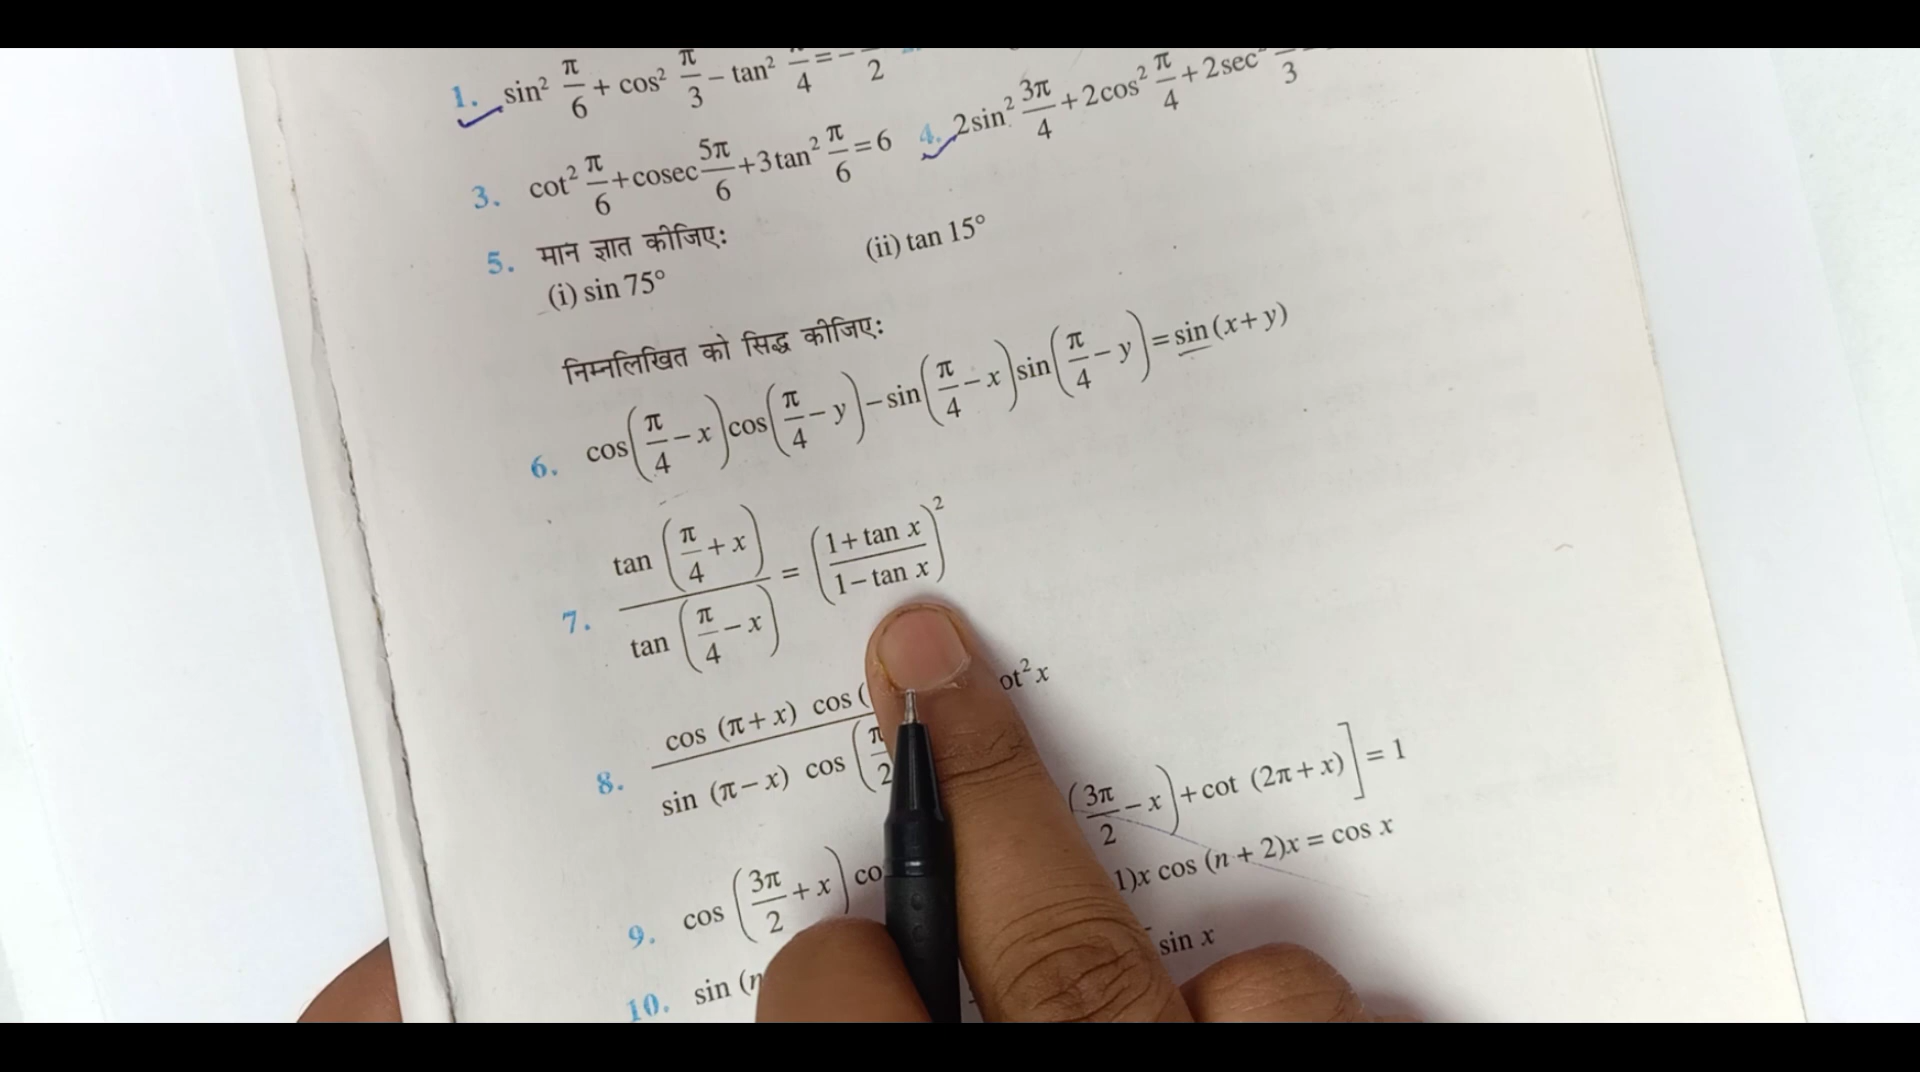 1. sin² π/6 + cos² π/3 – tan² π/4 = – /2
3. cot² π/6 + cosec 5π/6 + 3 tan² π/6 = 6 4. 2sin² 3π/4 + 2cos² π/4 + 2sec² /3
5. मान ज्ञात कीजिए:
(i) sin 75° (ii) tan 15°
निम्नलिखित को सिद्ध कीजिए:
6. cos(π/4 – x) cos(π/4 – y) – sin(π/4 – x) sin(π/4 – y) = sin (x + y)
7. tan (π/4 + x) / tan (π/4 – x) = ((1 + tan x)/(1 – tan x))²
8. cos (π + x) cos ( / sin (π – x) cos (π/2 ot² x
9. cos (3π/2 + x) co (3π/2 – x) + cot (2π + x)] = 1
10. sin (n 1)x cos (n + 2)x = cos x
sin x